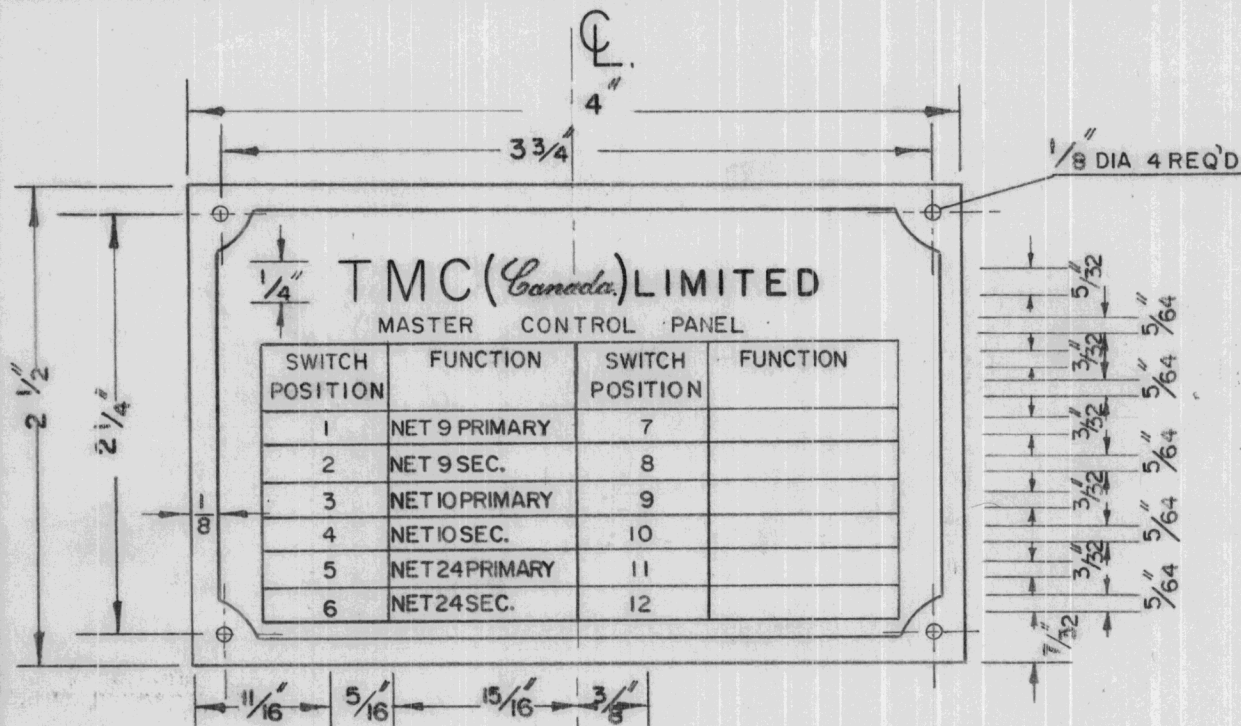 CL.
4"
3 3/4"
1/8" DIA 4 REQ'D
2 1/2"
2 1/4"
1/4"
TMC (Canada) LIMITED
MASTER CONTROL PANEL
SWITCH POSITION FUNCTION SWITCH POSITION FUNCTION
1 NET 9 PRIMARY 7
2 NET 9 SEC. 8
3 NET 10 PRIMARY 9
4 NET 10 SEC. 10
5 NET 24 PRIMARY 11
6 NET 24 SEC. 12
1/8
5/32"
5/64"
3/32"
5/64"
3/32"
5/64"
3/32"
5/64"
3/32"
5/64"
7/32"
11/16" 5/16" 15/16" 3/8"